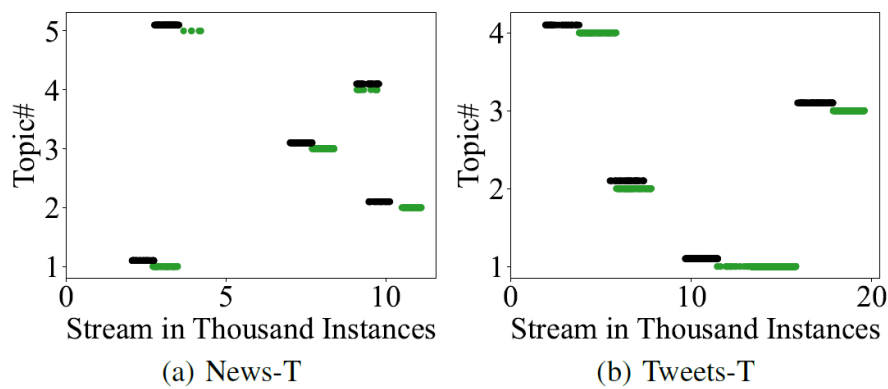 5
4
3
2
1
Topic#
0 5 10
Stream in Thousand Instances
(a) News-T
4
3
2
1
Topic#
0 10 20
Stream in Thousand Instances
(b) Tweets-T